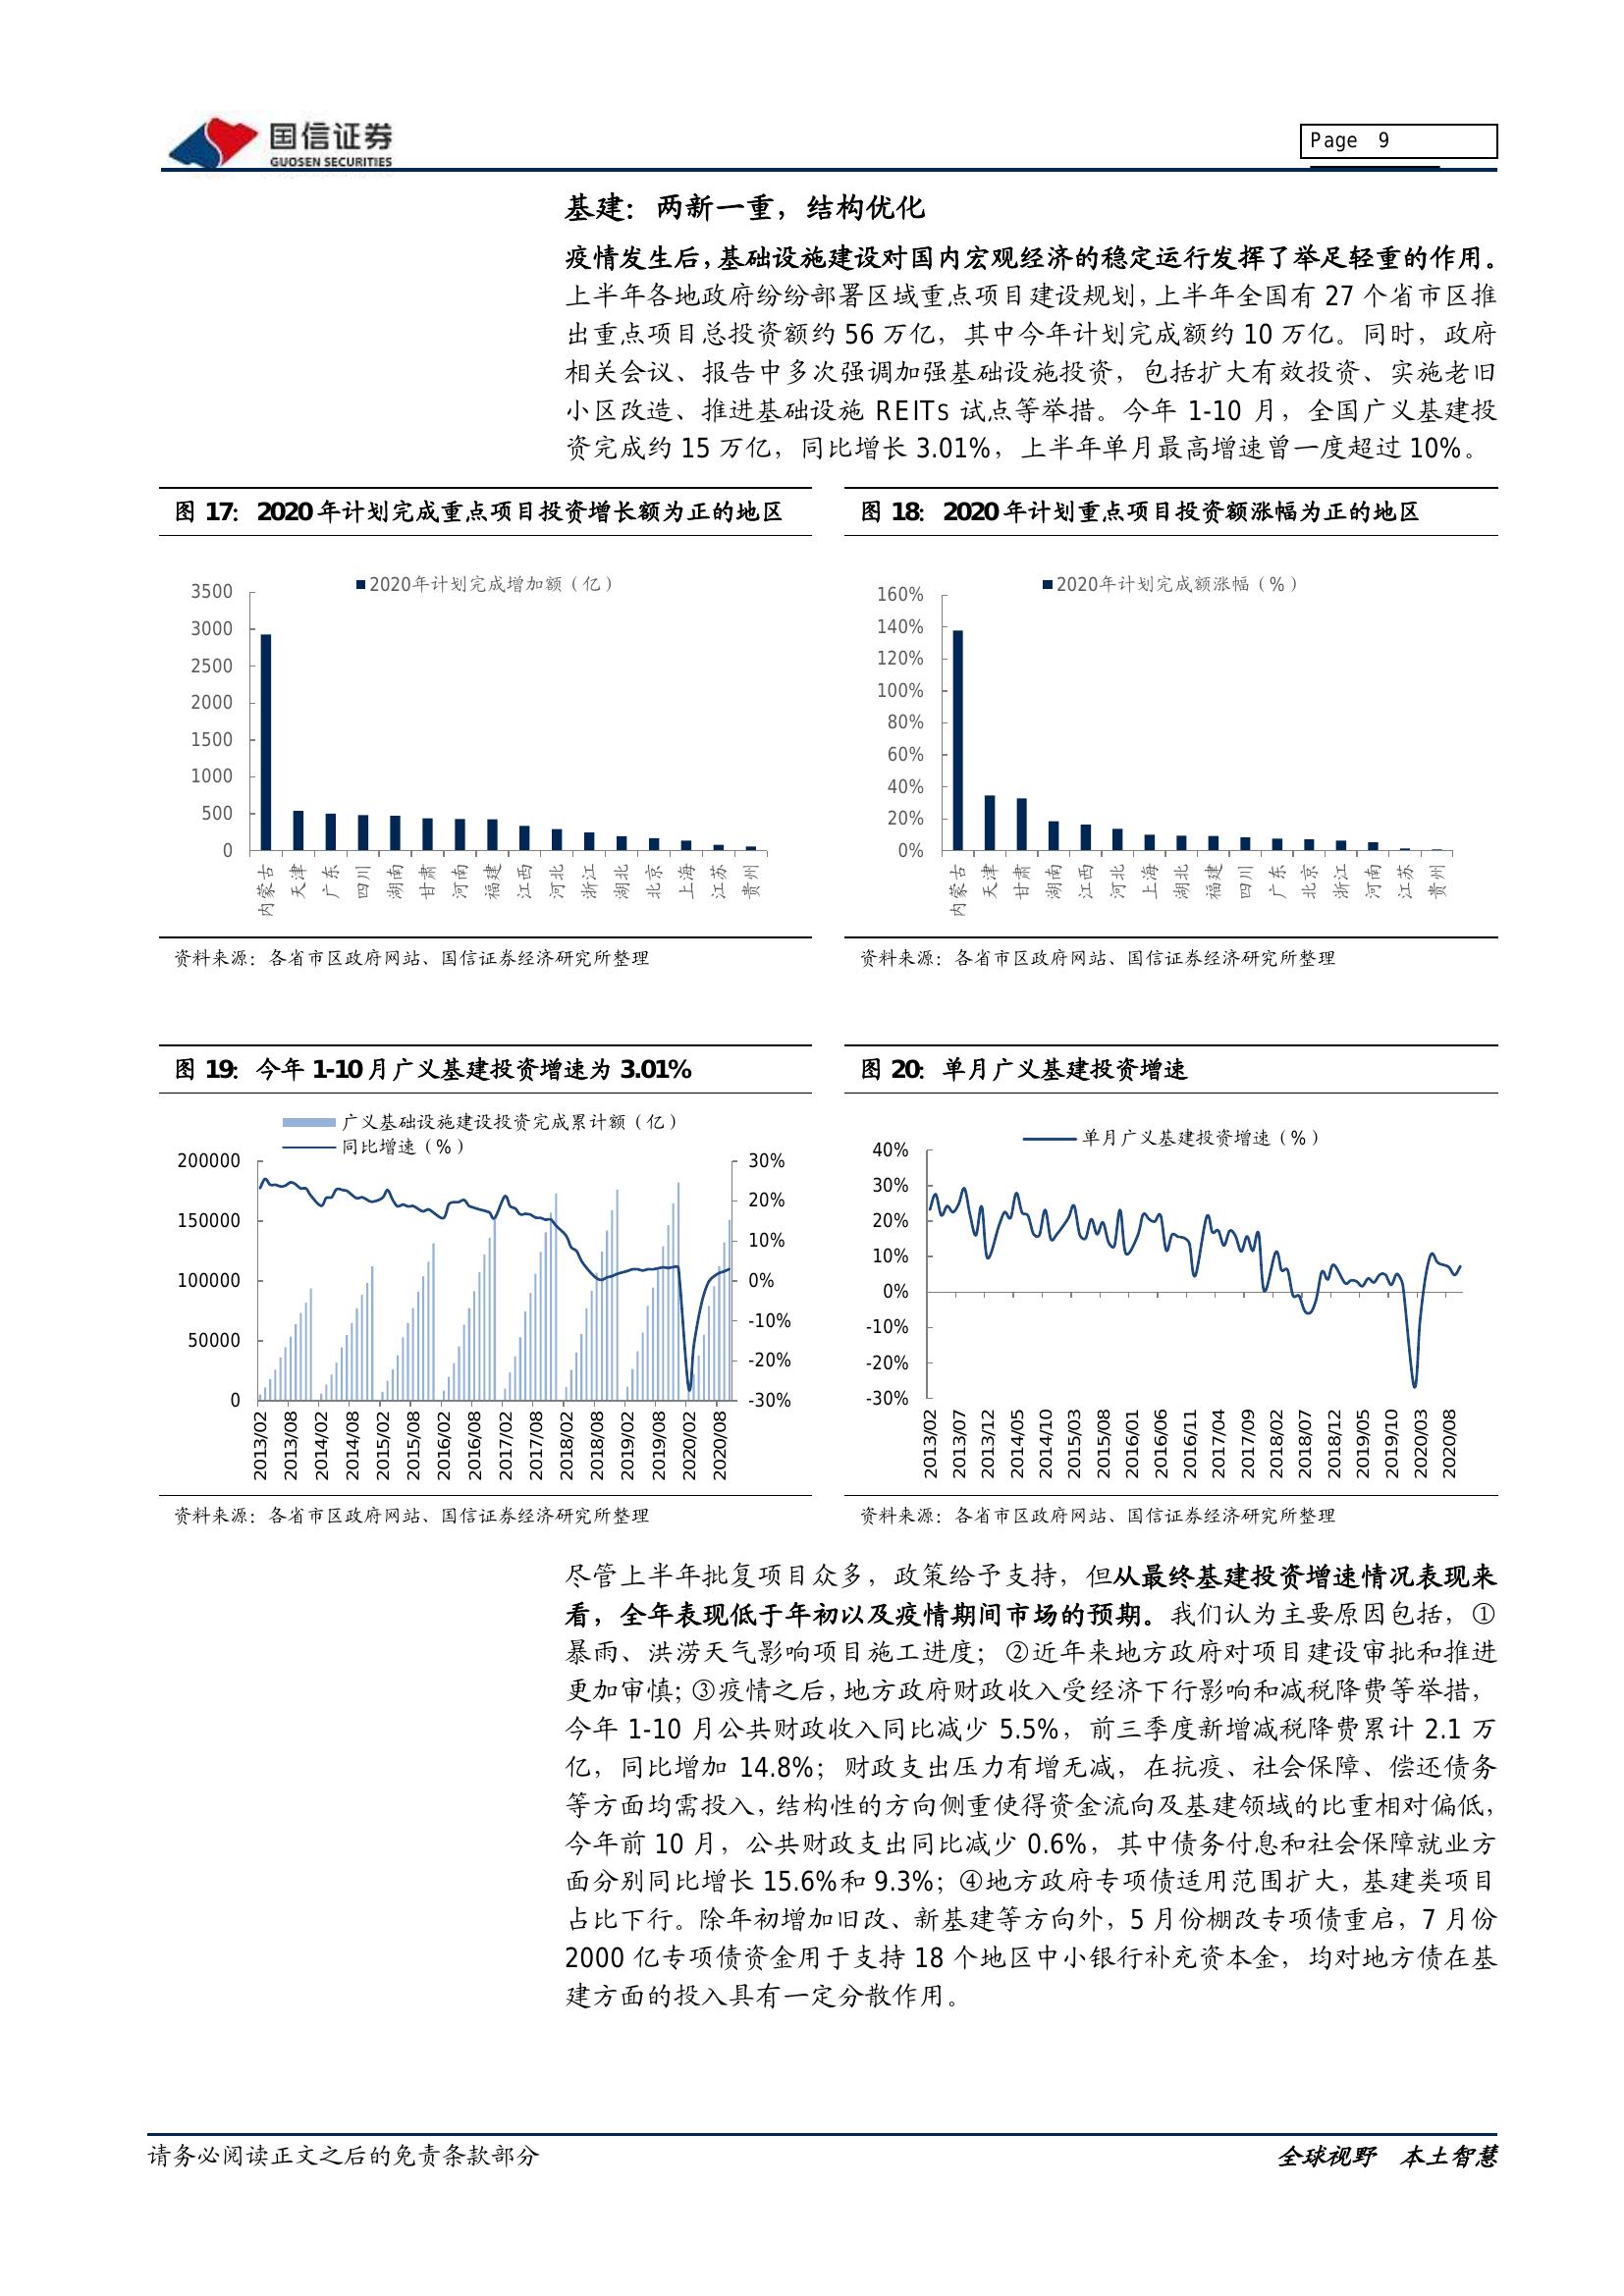 国信证券
GUOSEN SECURITIES
Page 9
基建：两新一重，结构优化
疫情发生后，基础设施建设对国内宏观经济的稳定运行发挥了举足轻重的作用。
上半年各地政府纷纷部署区域重点项目建设规划，上半年全国有 27 个省市区推
出重点项目总投资额约 56 万亿，其中今年计划完成额约 10 万亿。同时，政府
相关会议、报告中多次强调加强基础设施投资，包括扩大有效投资、实施老旧
小区改造、推进基础设施 REITs 试点等举措。今年 1-10 月，全国广义基建投
资完成约 15 万亿，同比增长 3.01%，上半年单月最高增速曾一度超过 10%。
图 17：2020 年计划完成重点项目投资增长额为正的地区
2020年计划完成增加额（亿）
3500
3000
2500
2000
1500
1000
500
0
内蒙古
天津
广东
四川
湖南
甘肃
河南
福建
江西
河北
浙江
湖北
北京
上海
江苏
贵州
资料来源：各省市区政府网站、国信证券经济研究所整理
图 18：2020 年计划重点项目投资额涨幅为正的地区
2020年计划完成额涨幅（%）
160%
140%
120%
100%
80%
60%
40%
20%
0%
内蒙古
天津
甘肃
湖南
江西
河北
上海
湖北
福建
四川
广东
北京
浙江
河南
江苏
贵州
资料来源：各省市区政府网站、国信证券经济研究所整理
图 19：今年 1-10 月广义基建投资增速为 3.01%
广义基础设施建设投资完成累计额（亿）
同比增速（%）
200000
150000
100000
50000
0
30%
20%
10%
0%
-10%
-20%
-30%
2013/02
2013/08
2014/02
2014/08
2015/02
2015/08
2016/02
2016/08
2017/02
2017/08
2018/02
2018/08
2019/02
2019/08
2020/02
2020/08
资料来源：各省市区政府网站、国信证券经济研究所整理
图 20：单月广义基建投资增速
单月广义基建投资增速（%）
40%
30%
20%
10%
0%
-10%
-20%
-30%
2013/02
2013/07
2013/12
2014/05
2014/10
2015/03
2015/08
2016/01
2016/06
2016/11
2017/04
2017/09
2018/02
2018/07
2018/12
2019/05
2019/10
2020/03
2020/08
资料来源：各省市区政府网站、国信证券经济研究所整理
尽管上半年批复项目众多，政策给予支持，但从最终基建投资增速情况表现来
看，全年表现低于年初以及疫情期间市场的预期。我们认为主要原因包括，①
暴雨、洪涝天气影响项目施工进度；②近年来地方政府对项目建设审批和推进
更加审慎；③疫情之后，地方政府财政收入受经济下行影响和减税降费等举措，
今年 1-10 月公共财政收入同比减少 5.5%，前三季度新增减税降费累计 2.1 万
亿，同比增加 14.8%；财政支出压力有增无减，在抗疫、社会保障、偿还债务
等方面均需投入，结构性的方向侧重使得资金流向及基建领域的比重相对偏低，
今年前 10 月，公共财政支出同比减少 0.6%，其中债务付息和社会保障就业方
面分别同比增长 15.6%和 9.3%；④地方政府专项债适用范围扩大，基建类项目
占比下行。除年初增加旧改、新基建等方向外，5 月份棚改专项债重启，7 月份
2000 亿专项债资金用于支持 18 个地区中小银行补充资本金，均对地方债在基
建方面的投入具有一定分散作用。
请务必阅读正文之后的免责条款部分
全球视野 本土智慧